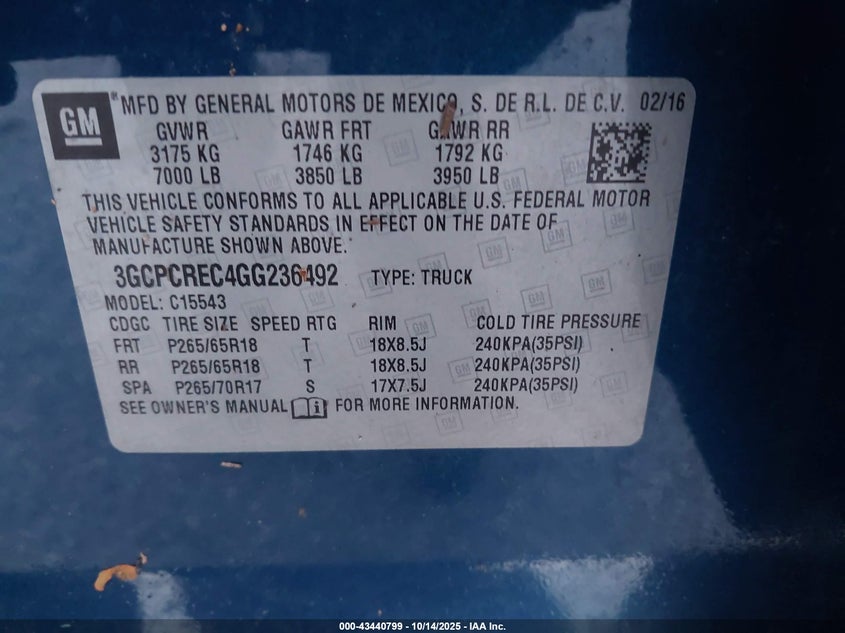 GM
MFD BY GENERAL MOTORS DE MEXICO, S. DE R.L. DE C.V. 02/16
GVWR GAWR FRT GAWR RR
3175 KG 1746 KG 1792 KG
7000 LB 3850 LB 3950 LB
THIS VEHICLE CONFORMS TO ALL APPLICABLE U.S. FEDERAL MOTOR
VEHICLE SAFETY STANDARDS IN EFFECT ON THE DATE OF
MANUFACTURE SHOWN ABOVE.
3GCPCREC4GG236492 TYPE: TRUCK
MODEL: C15543
CDGC TIRE SIZE SPEED RTG RIM COLD TIRE PRESSURE
FRT P265/65R18 T 18X8.5J 240KPA(35PSI)
RR P265/65R18 T 18X8.5J 240KPA(35PSI)
SPA P265/70R17 S 17X7.5J 240KPA(35PSI)
SEE OWNER'S MANUAL FOR MORE INFORMATION.
000-43440799 - 10/14/2025 - IAA Inc.